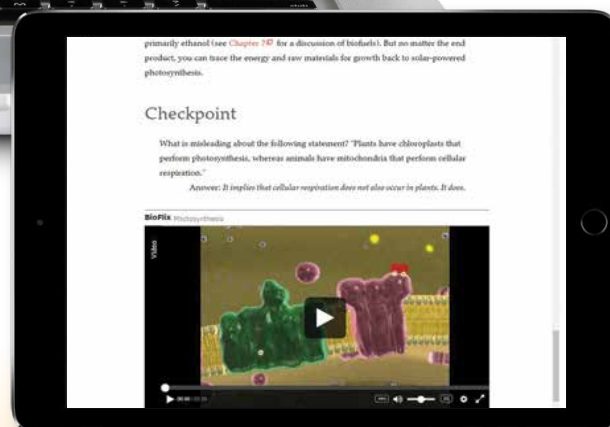 primarily ethanol (see Chapter 7 for a discussion of biofuels). But no matter the end
product, you can trace the energy and raw materials for growth back to solar-powered
photosynthesis.
Checkpoint
What is misleading about the following statement? "Plants have chloroplasts that
perform photosynthesis, whereas animals have mitochondria that perform cellular
respiration."
Answer: It implies that cellular respiration does not also occur in plants. It does.
BioFlix Photosynthesis
Video